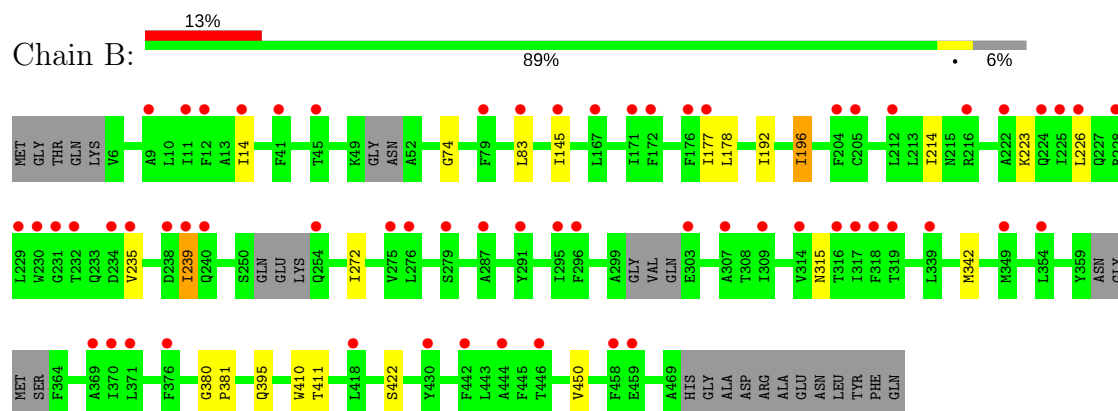 13%
Chain B:
89%
•
6%
MET GLY THR GLN LYS V6 A9 L10 I11 F12 A13 I14 F41 T45 K49 GLY ASN A52 G74 F79 L83 I145 L167 I171 F172 F176 I177 L178 I192 I196 F204 C205 L212 L213 I214 N215 R216 A222 K223 Q224 I225 L226 Q227
L229 W230 G231 T232 Q233 D234 V235 D238 I239 Q240 S250 GLN GLU LYS Q254 I272 V275 L276 S279 A287 Y291 I295 F296 A299 GLY VAL GLN E303 A307 T308 I309 V314 N315 T316 I317 F318 T319 L339 M342 M349 L354 Y359 ASN GLY
MET SER F364 A369 I370 L371 F376 G380 P381 Q395 W410 T411 L418 S422 Y430 F442 L443 A444 F445 T446 V450 F458 E459 A469 HIS GLY ALA ASP ARG ALA GLU ASN LEU TYR PHE GLN